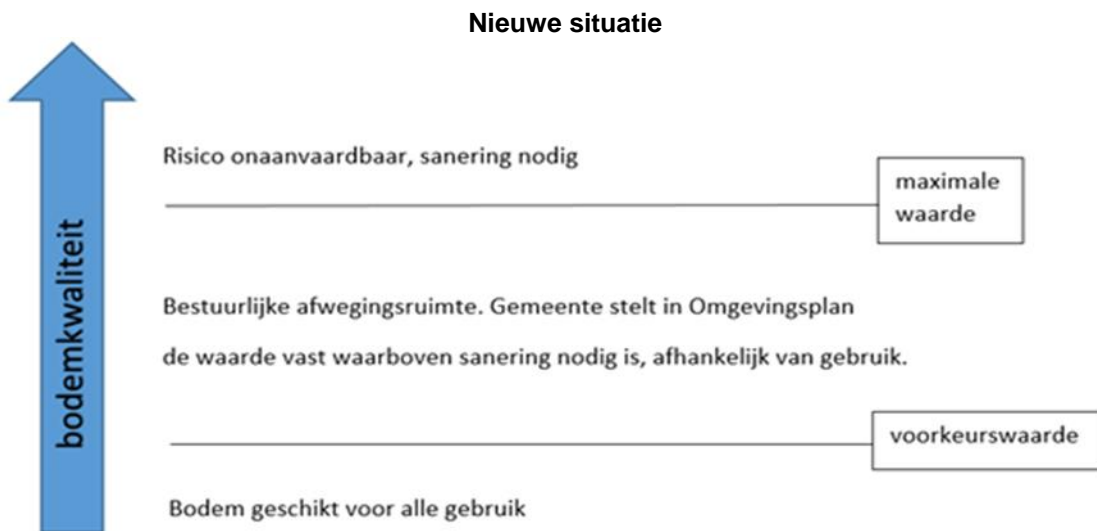 Nieuwe situatie
Risico onaanvaardbaar, sanering nodig
maximale
waarde
bodemkwaliteit
Bestuurlijke afwegingsruimte. Gemeente stelt in Omgevingsplan
de waarde vast waarboven sanering nodig is, afhankelijk van gebruik.
voorkeurswaarde
Bodem geschikt voor alle gebruik